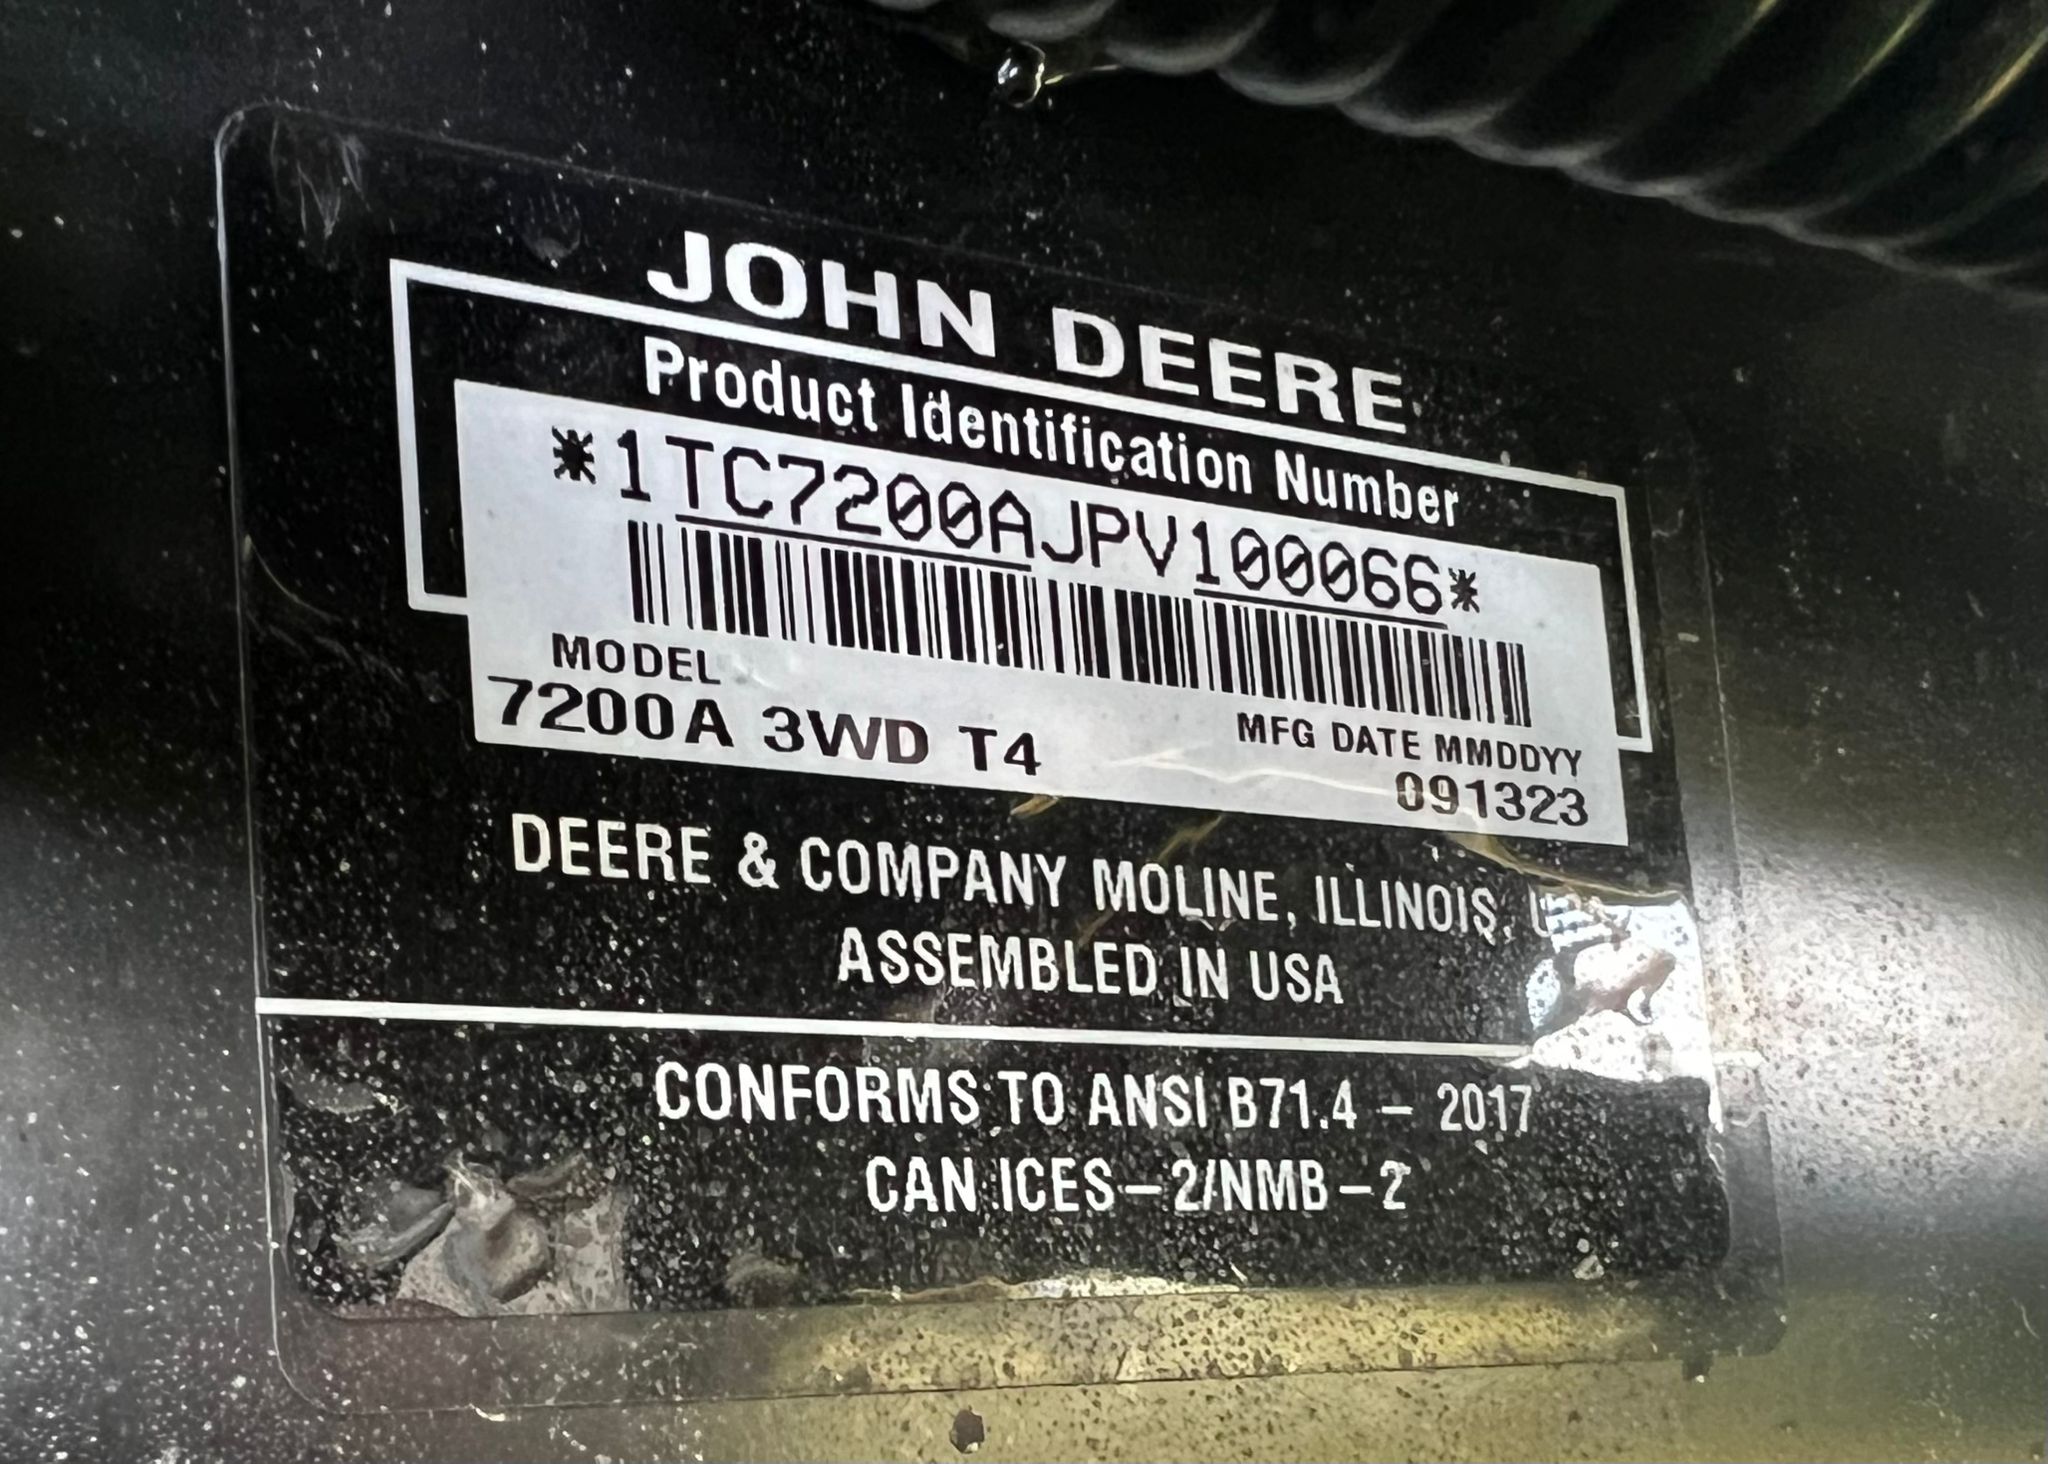 JOHN DEERE
Product Identification Number
*1TC7200AJPV100066*
MODEL
7200A 3WD T4
MFG DATE MMDDYY
091323
DEERE & COMPANY MOLINE, ILLINOIS,
ASSEMBLED IN USA
CONFORMS TO ANSI B71.4 – 2017
CAN ICES – 2/NMB – 2